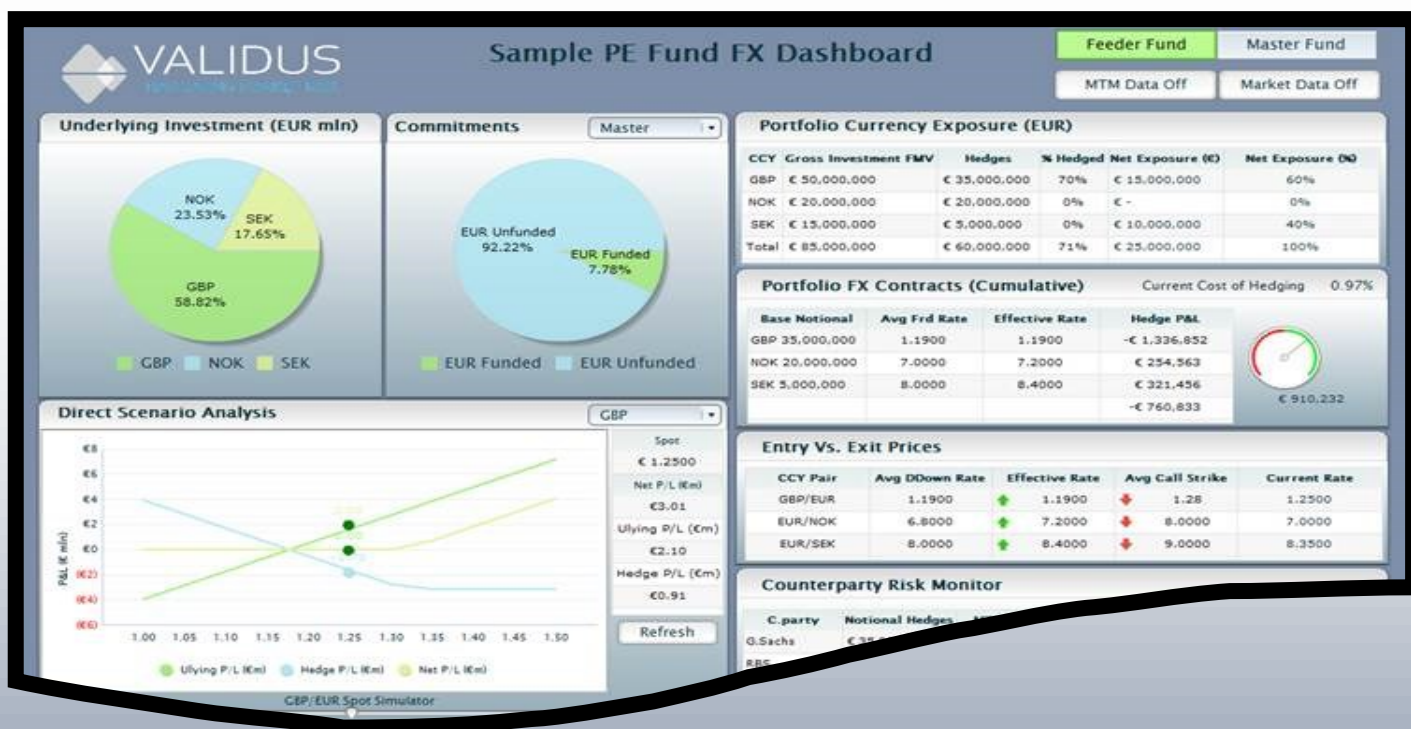 VALIDUS
Sample PE Fund FX Dashboard
Feeder Fund
Master Fund
MTM Data Off
Market Data Off
Underlying Investment (EUR mln)
NOK
23.53%
SEK
17.65%
GBP
58.82%
GBP NOK SEK
Commitments
Master
EUR Unfunded
92.22%
EUR Funded
7.78%
EUR Funded EUR Unfunded
Portfolio Currency Exposure (EUR)
CCY Gross Investment FMV Hedges % Hedged Net Exposure (€) Net Exposure (%)
GBP € 50,000,000 € 35,000,000 70% € 15,000,000 60%
NOK € 20,000,000 € 20,000,000 0% € - 0%
SEK € 15,000,000 € 5,000,000 0% € 10,000,000 40%
Total € 85,000,000 € 60,000,000 71% € 25,000,000 100%
Portfolio FX Contracts (Cumulative)
Current Cost of Hedging 0.97%
Base Notional Avg Frd Rate Effective Rate Hedge P&L
GBP 35,000,000 1.1900 1.1900 -€ 1,336,852
NOK 20,000,000 7.0000 7.2000 € 254,563
SEK 5,000,000 8.0000 8.4000 € 321,456
-€ 760,833
€ 910,232
Direct Scenario Analysis
GBP
P&L (€ mln)
€8
€6
€4
€2
€0
(€2)
(€4)
(€6)
1.00 1.05 1.10 1.15 1.20 1.25 1.30 1.35 1.40 1.45 1.50
Ulying P/L (€m) Hedge P/L (€m) Net P/L (€m)
Spot
€ 1.2500
Net P/L (€m)
€3.01
Ulying P/L (€m)
€2.10
Hedge P/L (€m)
€0.91
Refresh
GBP/EUR Spot Simulator
Entry Vs. Exit Prices
CCY Pair Avg DDown Rate Effective Rate Avg Call Strike Current Rate
GBP/EUR 1.1900 1.1900 1.28 1.2500
EUR/NOK 6.8000 7.2000 8.0000 7.0000
EUR/SEK 8.0000 8.4000 9.0000 8.3500
Counterparty Risk Monitor
C.party Notional Hedges
G.Sachs
RBS